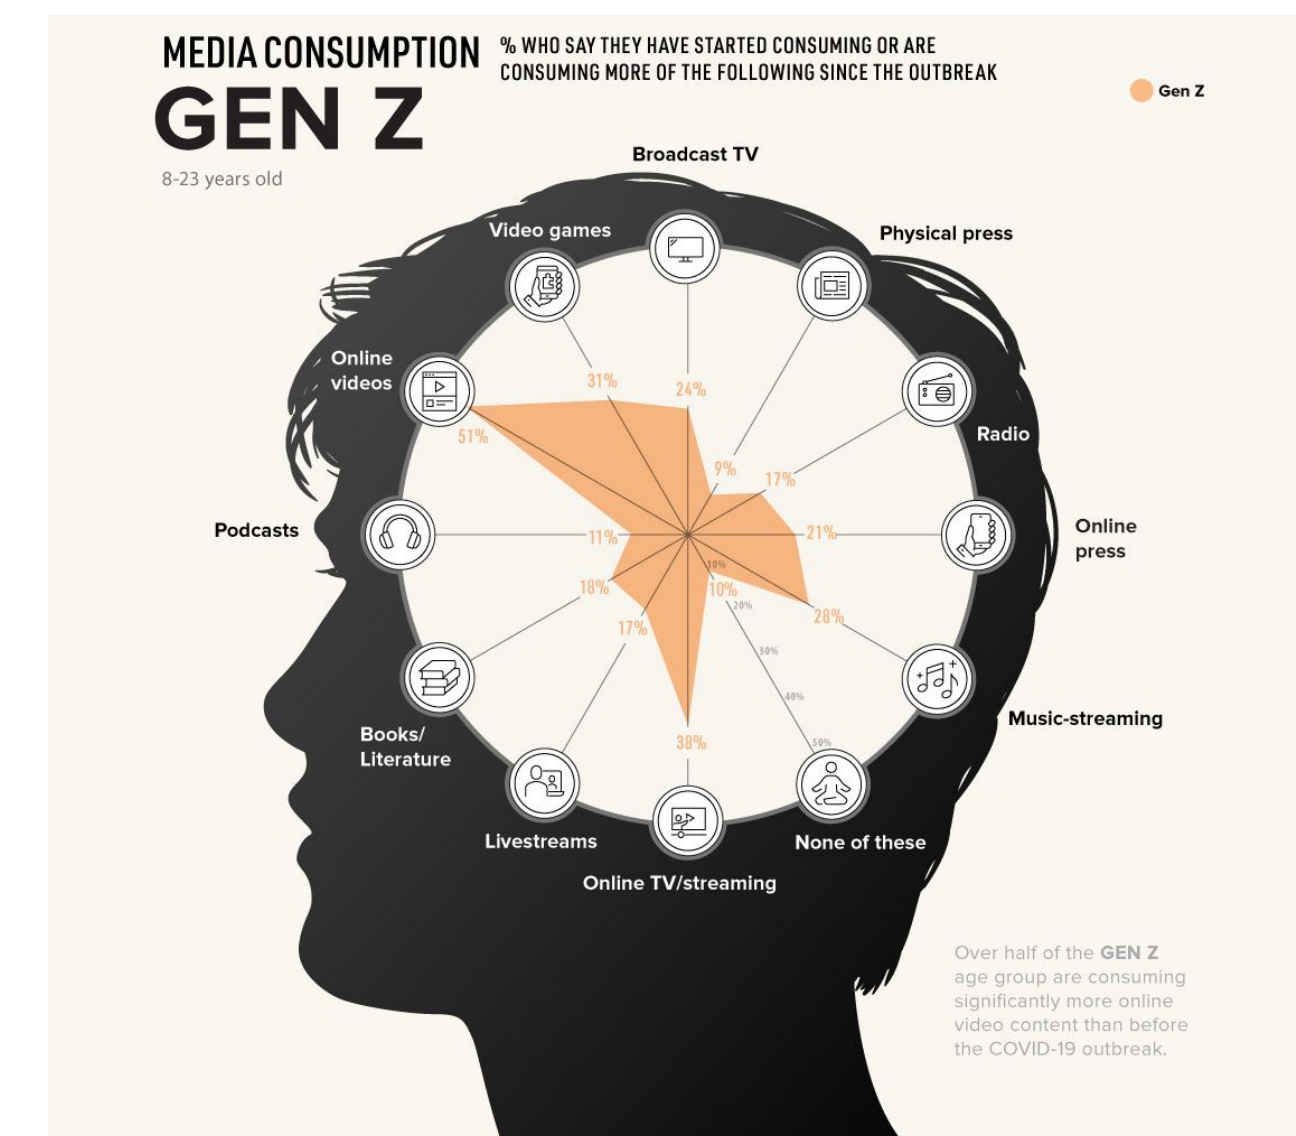 MEDIA CONSUMPTION
GEN Z
8-23 years old
% WHO SAY THEY HAVE STARTED CONSUMING OR ARE
CONSUMING MORE OF THE FOLLOWING SINCE THE OUTBREAK
Gen Z
Broadcast TV
Video games
Physical press
Online
videos
Radio
Podcasts
Online
press
Books/
Literature
Music-streaming
Livestreams
None of these
Online TV/streaming
31%
24%
51%
9%
17%
11%
21%
18%
10%
10%
20%
28%
17%
30%
40%
38%
50%
Over half of the GEN Z
age group are consuming
significantly more online
video content than before
the COVID-19 outbreak.